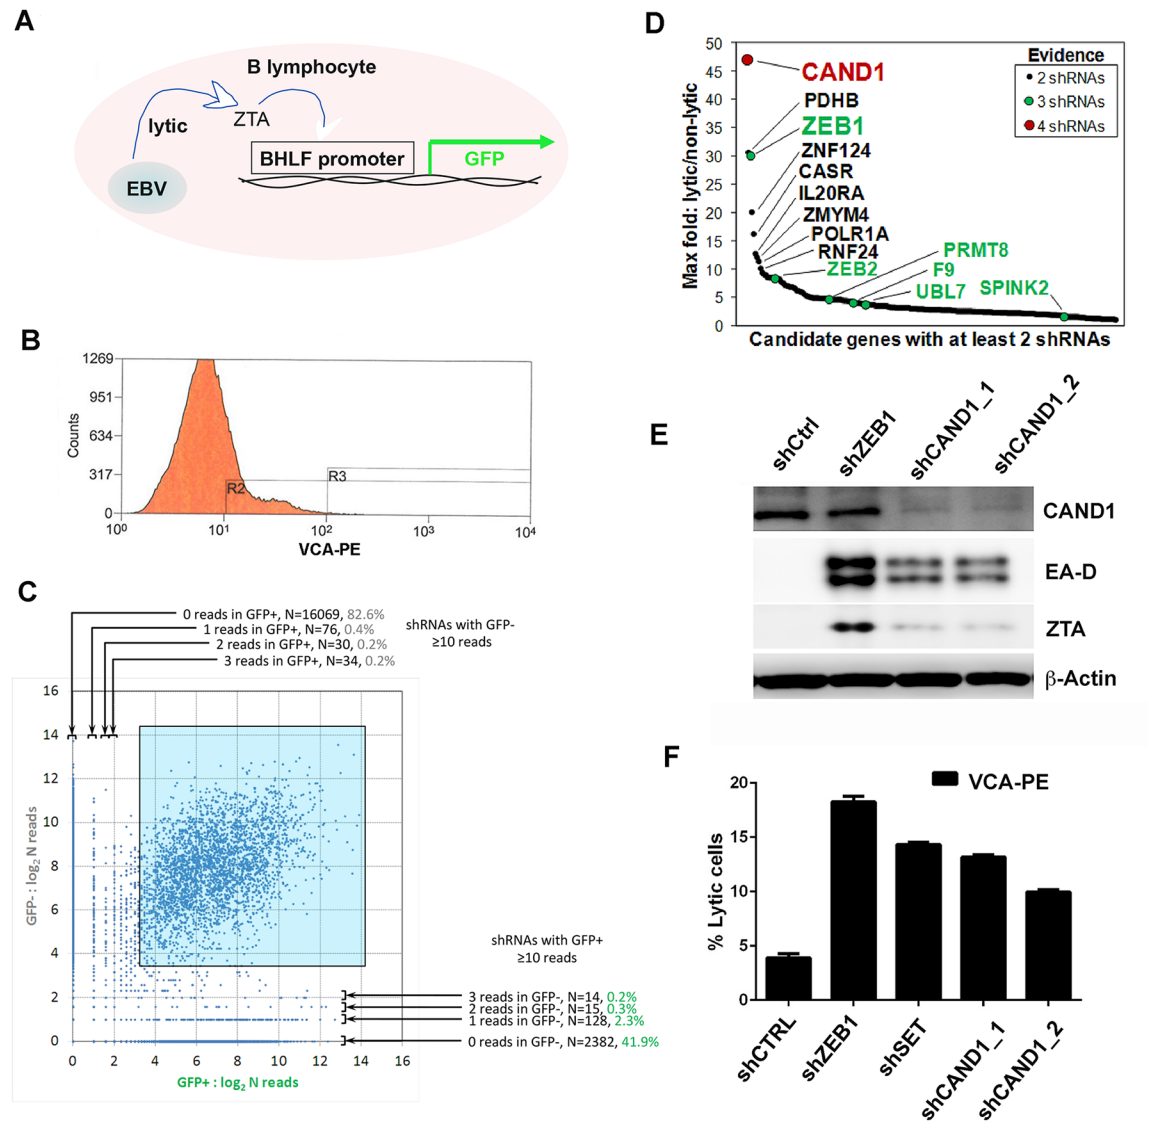 A
B lymphocyte
lytic
ZTA
EBV
BHLF promoter
GFP
B
1269
951
634
317
0
Counts
R2
R3
10⁰
10¹
10²
10³
10⁴
VCA-PE
C
0 reads in GFP+, N=16069, 82.6%
1 reads in GFP+, N=76, 0.4%
2 reads in GFP+, N=30, 0.2%
3 reads in GFP+, N=34, 0.2%
shRNAs with GFP-
≥10 reads
16
14
12
10
8
6
4
2
0
GFP- : log₂ N reads
0 2 4 6 8 10 12 14 16
GFP+ : log₂ N reads
shRNAs with GFP+
≥10 reads
3 reads in GFP-, N=14, 0.2%
2 reads in GFP-, N=15, 0.3%
1 reads in GFP-, N=128, 2.3%
0 reads in GFP-, N=2382, 41.9%
D
50
45
40
35
30
25
20
15
10
5
0
Max fold: lytic/non-lytic
Evidence
2 shRNAs
3 shRNAs
4 shRNAs
CAND1
PDHB
ZEB1
ZNF124
CASR
IL20RA
ZMYM4
POLR1A
RNF24
ZEB2
PRMT8
F9
UBL7
SPINK2
Candidate genes with at least 2 shRNAs
E
shCtrl
shZEB1
shCAND1_1
shCAND1_2
CAND1
EA-D
ZTA
β-Actin
F
VCA-PE
20
15
10
5
0
% Lytic cells
shCTRL
shZEB1
shSET
shCAND1_1
shCAND1_2